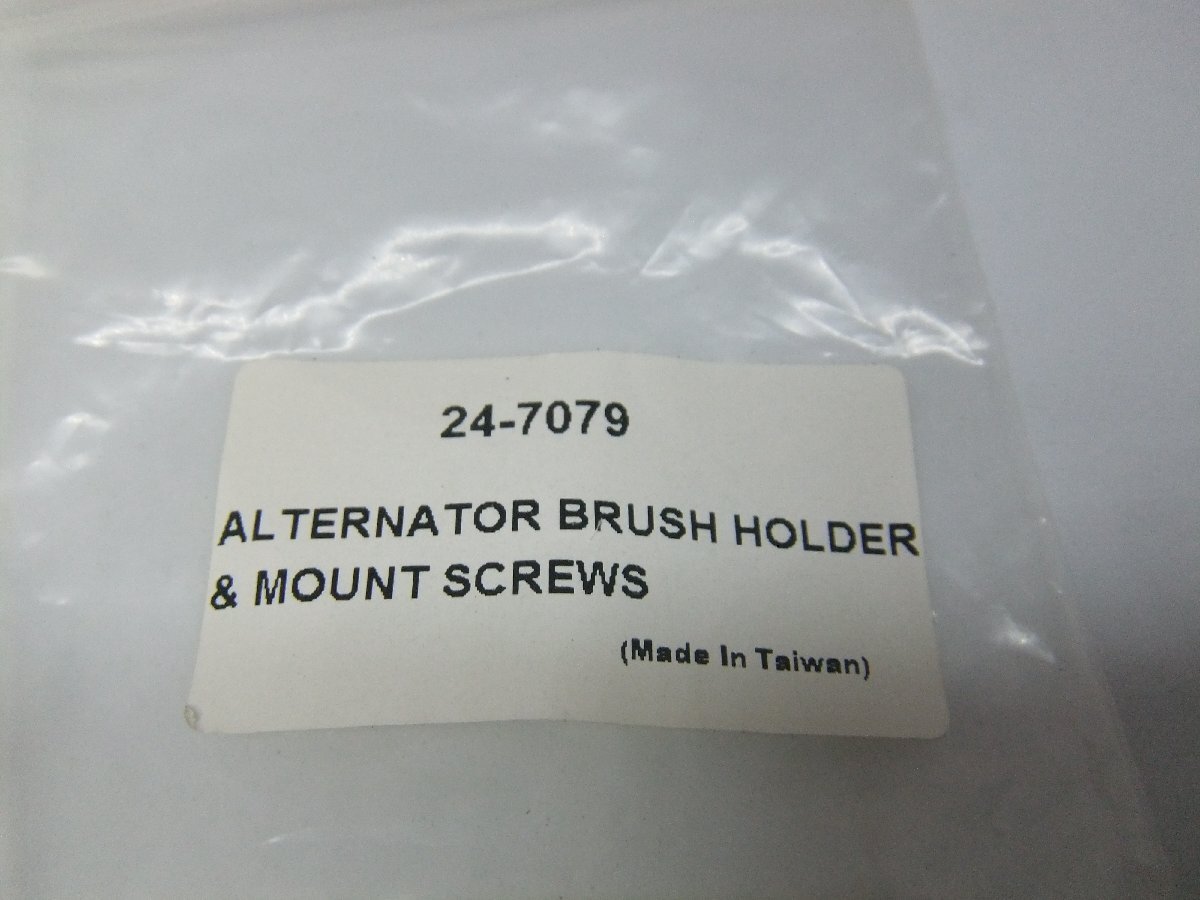 24-7079
ALTERNATOR BRUSH HOLDER
& MOUNT SCREWS
(Made In Taiwan)